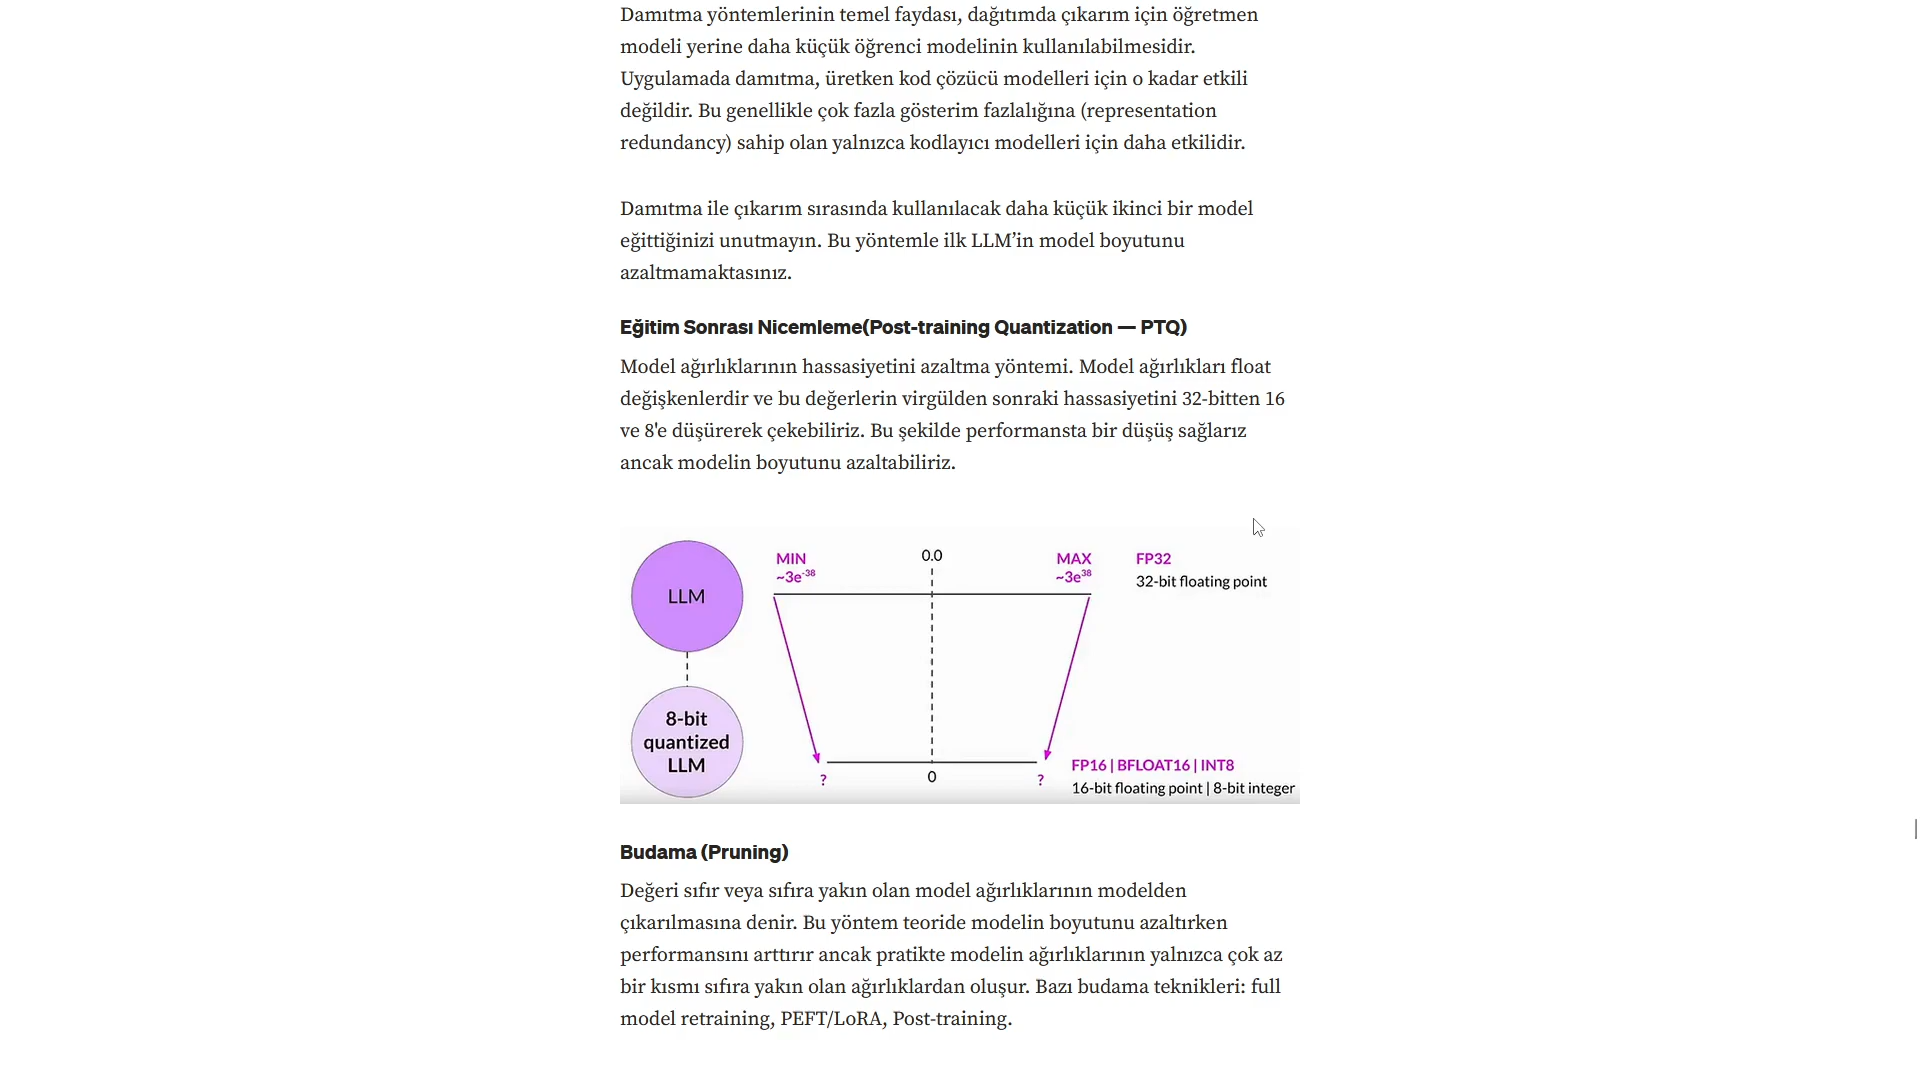 Damıtma yöntemlerinin temel faydası, dağıtımda çıkarım için öğretmen
modeli yerine daha küçük öğrenci modelinin kullanılabilmesidir.
Uygulamada damıtma, üretken kod çözücü modelleri için o kadar etkili
değildir. Bu genellikle çok fazla gösterim fazlalığına (representation
redundancy) sahip olan yalnızca kodlayıcı modelleri için daha etkilidir.
Damıtma ile çıkarım sırasında kullanılacak daha küçük ikinci bir model
eğittiğinizi unutmayın. Bu yöntemle ilk LLM’in model boyutunu
azaltmamaktasınız.
Eğitim Sonrası Nicemleme(Post-training Quantization — PTQ)
Model ağırlıklarının hassasiyetini azaltma yöntemi. Model ağırlıkları float
değişkenlerdir ve bu değerlerin virgülden sonraki hassasiyetini 32-bitten 16
ve 8'e düşürerek çekebiliriz. Bu şekilde performansta bir düşüş sağlarız
ancak modelin boyutunu azaltabiliriz.
LLM
MIN
~3e-38
0.0
MAX
~3e38
FP32
32-bit floating point
8-bit
quantized
LLM
?
0
?
FP16 | BFLOAT16 | INT8
16-bit floating point | 8-bit integer
Budama (Pruning)
Değeri sıfır veya sıfıra yakın olan model ağırlıklarının modelden
çıkarılmasına denir. Bu yöntem teoride modelin boyutunu azaltırken
performansını arttırır ancak pratikte modelin ağırlıklarının yalnızca çok az
bir kısmı sıfıra yakın olan ağırlıklardan oluşur. Bazı budama teknikleri: full
model retraining, PEFT/LoRA, Post-training.